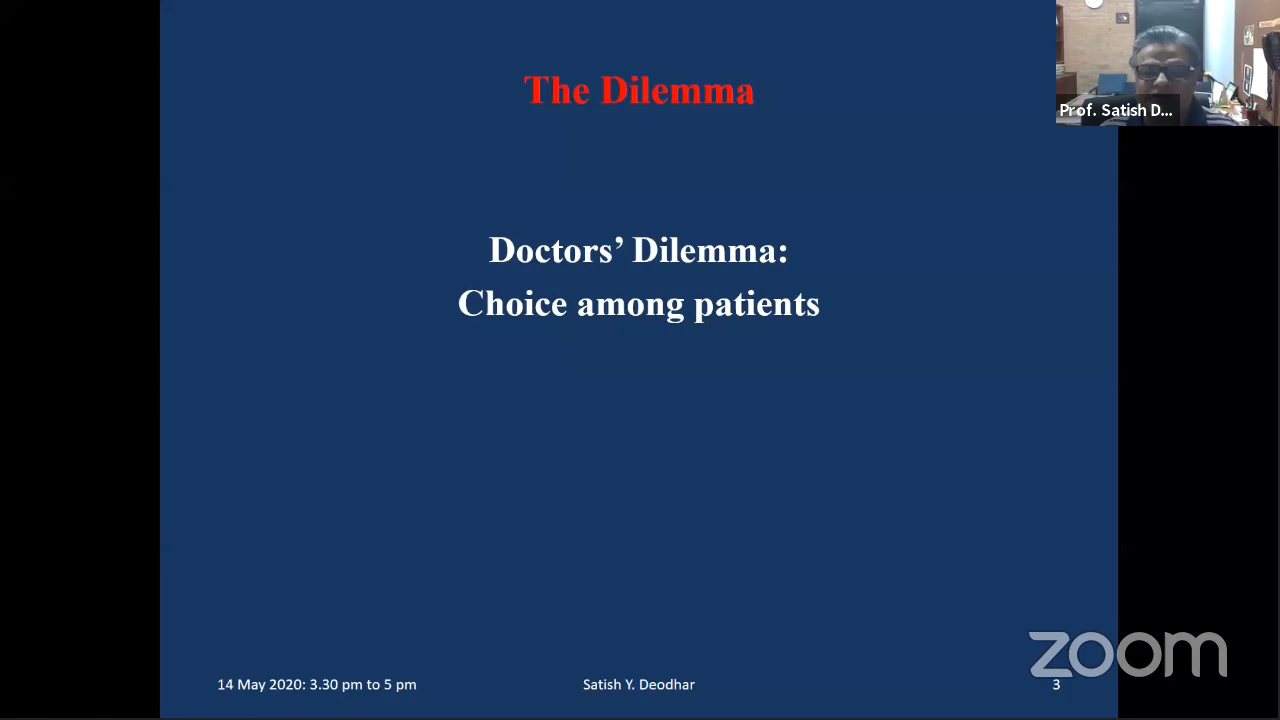 The Dilemma
Prof. Satish D...
Doctors’ Dilemma:
Choice among patients
zoom
14 May 2020: 3.30 pm to 5 pm
Satish Y. Deodhar
3